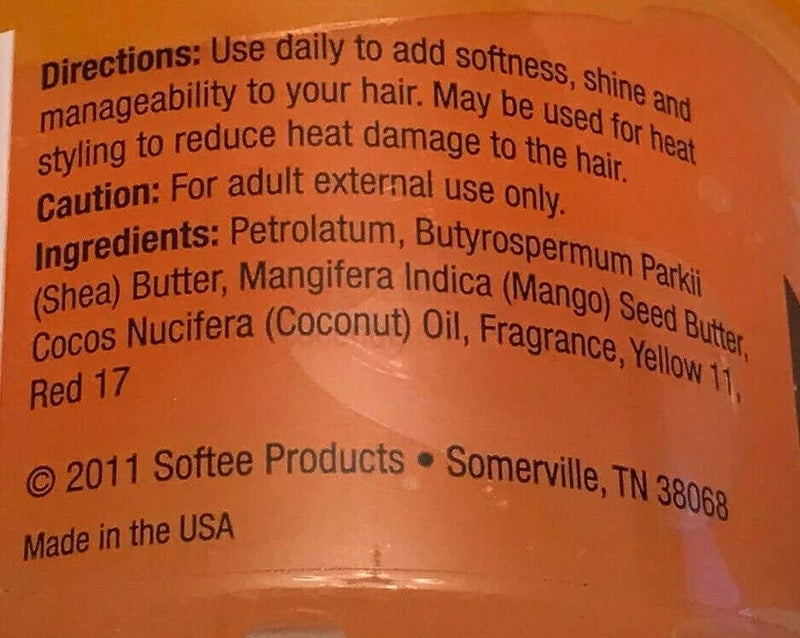 Directions: Use daily to add softness, shine and
manageability to your hair. May be used for heat
styling to reduce heat damage to the hair.
Caution: For adult external use only.
Ingredients: Petrolatum, Butyrospermum Parkii
(Shea) Butter, Mangifera Indica (Mango) Seed Butter,
Cocos Nucifera (Coconut) Oil, Fragrance, Yellow 11,
Red 17
© 2011 Softee Products • Somerville, TN 38068
Made in the USA